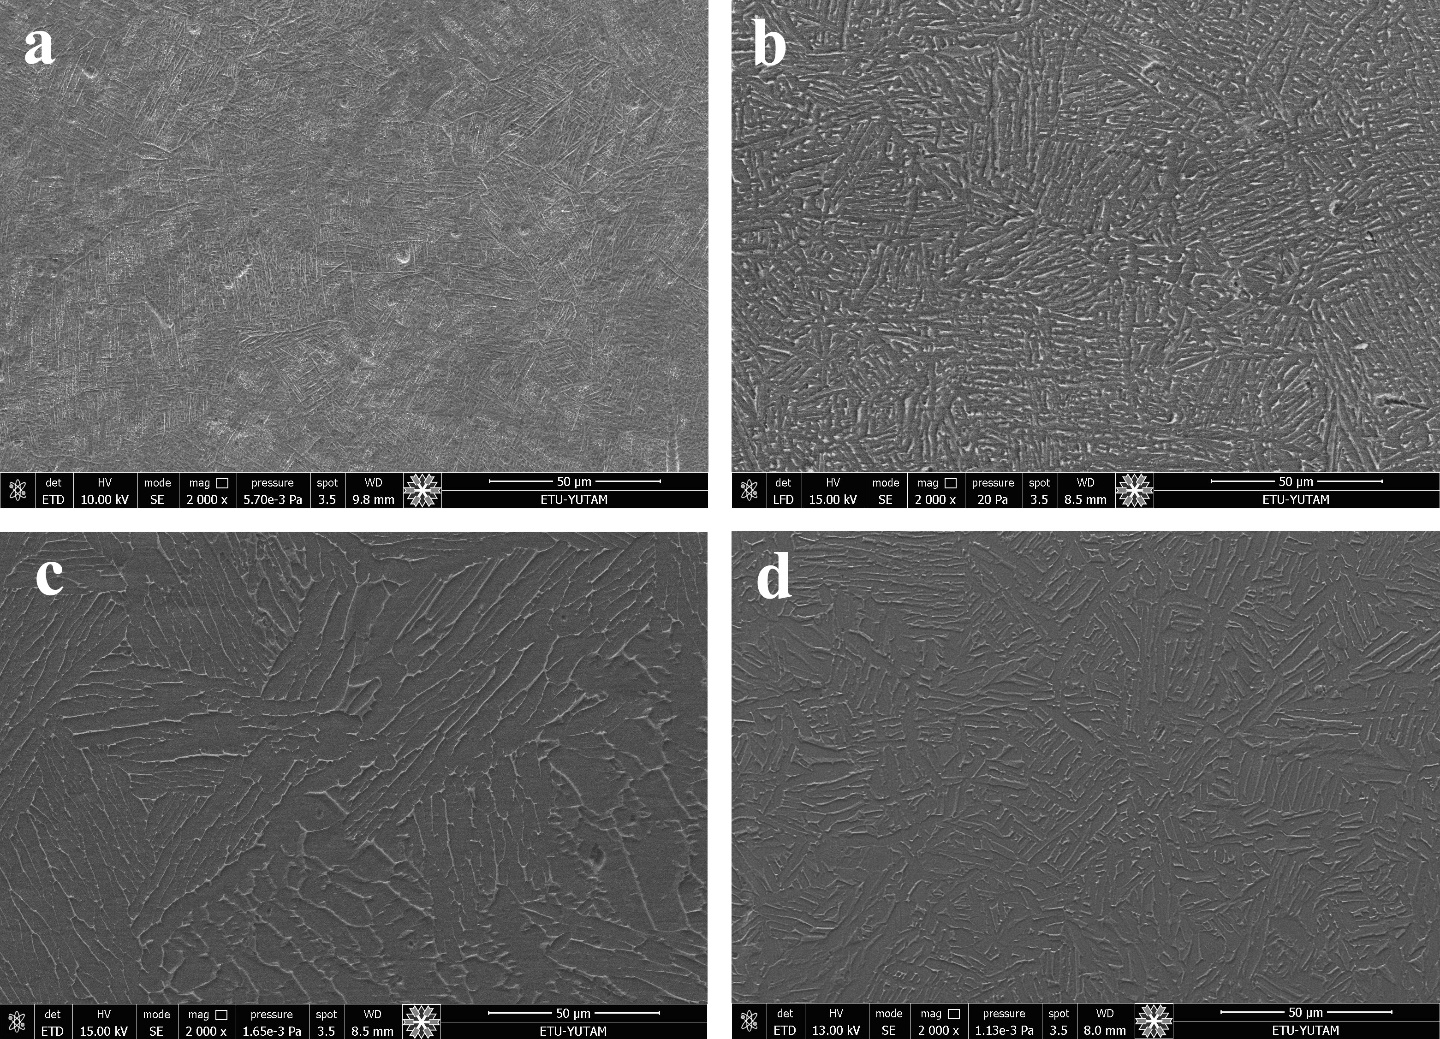 a
det HV mode mag pressure spot WD 50 µm
ETD 10.00 kV SE 2 000 x 5.70e-3 Pa 3.5 9.8 mm ETU-YUTAM
b
det HV mode mag pressure spot WD 50 µm
LFD 15.00 kV SE 2 000 x 20 Pa 3.5 8.5 mm ETU-YUTAM
c
det HV mode mag pressure spot WD 50 µm
ETD 15.00 kV SE 2 000 x 1.65e-3 Pa 3.5 8.5 mm ETU-YUTAM
d
det HV mode mag pressure spot WD 50 µm
ETD 13.00 kV SE 2 000 x 1.13e-3 Pa 3.5 8.0 mm ETU-YUTAM